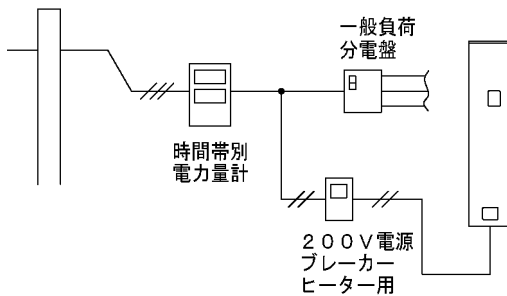 一般負荷
分電盤
時間帯別
電力量計
２００Ｖ電源
ブレーカー
ヒーター用